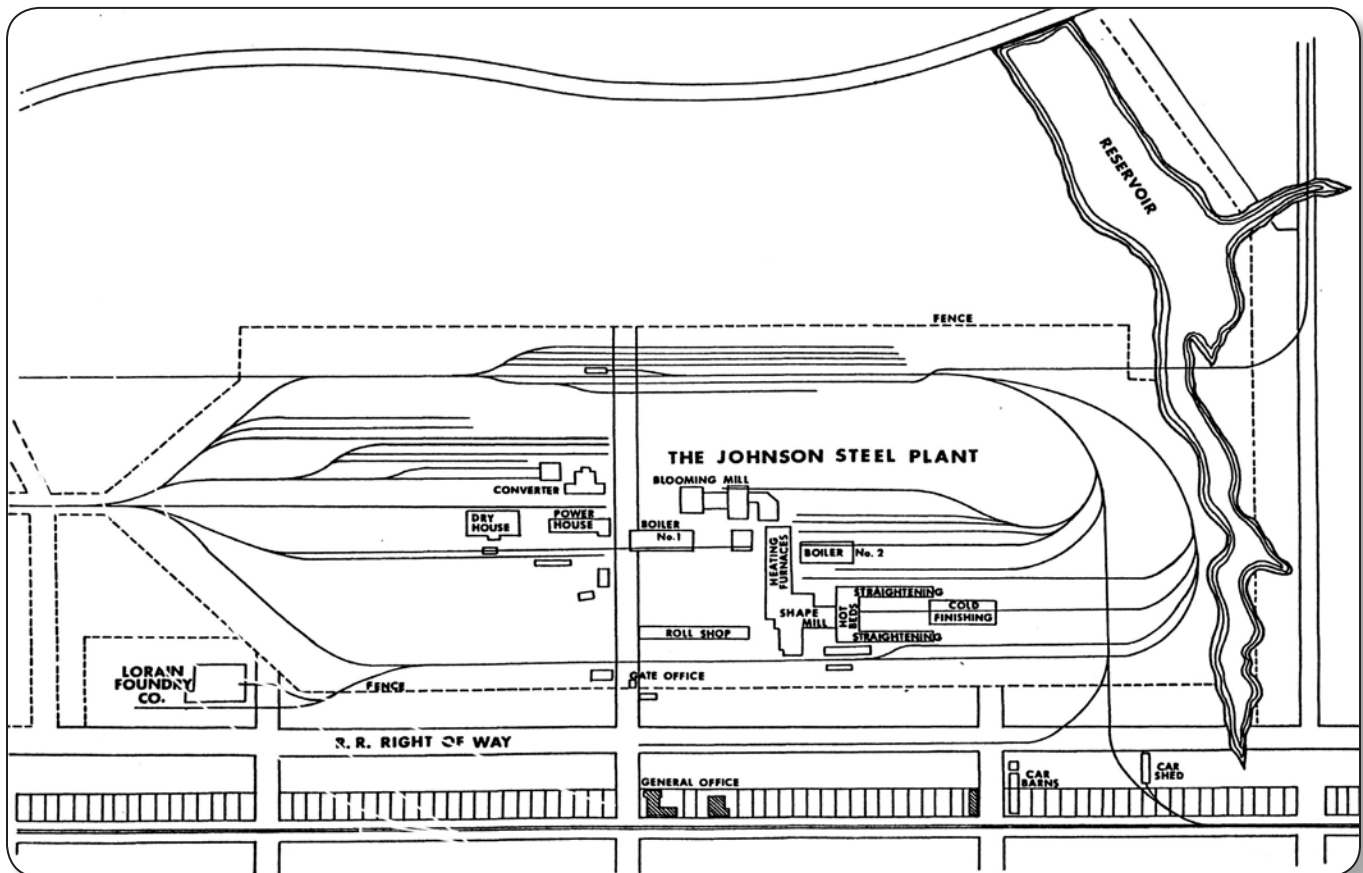 RESERVOIR
FENCE
THE JOHNSON STEEL PLANT
BLOOMING MILL
CONVERTER
DRY
HOUSE
POWER
HOUSE
BOILER
No.1
HEATING
FURNACES
BOILER No. 2
STRAIGHTENING
HOT
BEDS
COLD
FINISHING
SHAPE
MILL
STRAIGHTENING
ROLL SHOP
LORAIN
FOUNDRY
CO.
FENCE
GATE OFFICE
R.R. RIGHT OF WAY
GENERAL OFFICE
CAR
BARNS
CAR
SHED